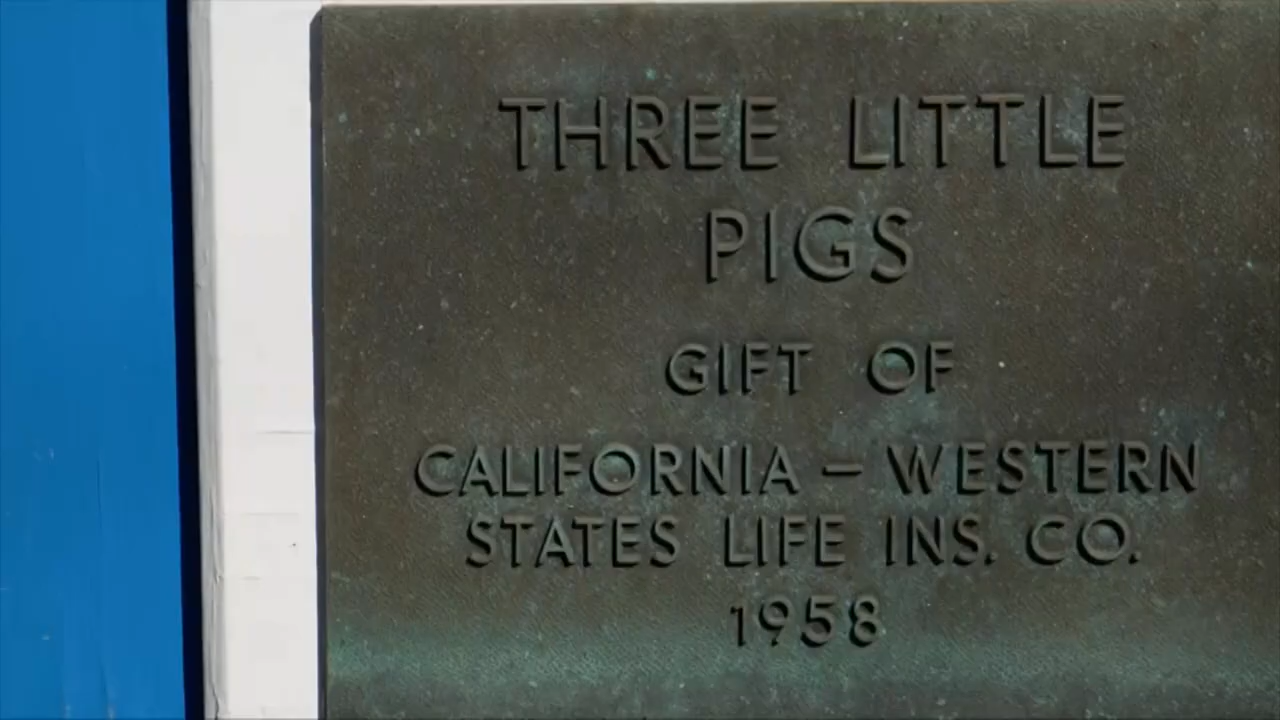 THREE LITTLE
PIGS
GIFT OF
CALIFORNIA – WESTERN
STATES LIFE INS. CO.
1958